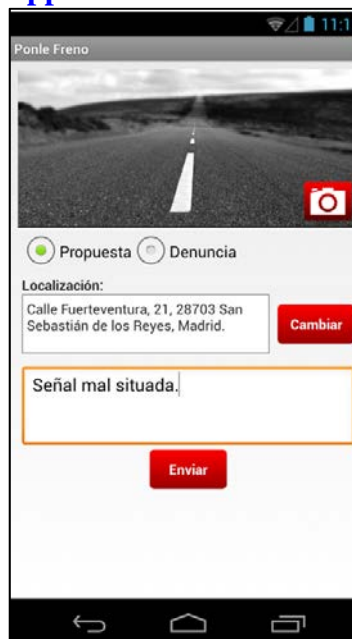 11:1
Ponle Freno
Propuesta Denuncia
Localización:
Calle Fuerteventura, 21, 28703 San
Sebastián de los Reyes, Madrid.
Cambiar
Señal mal situada.
Enviar